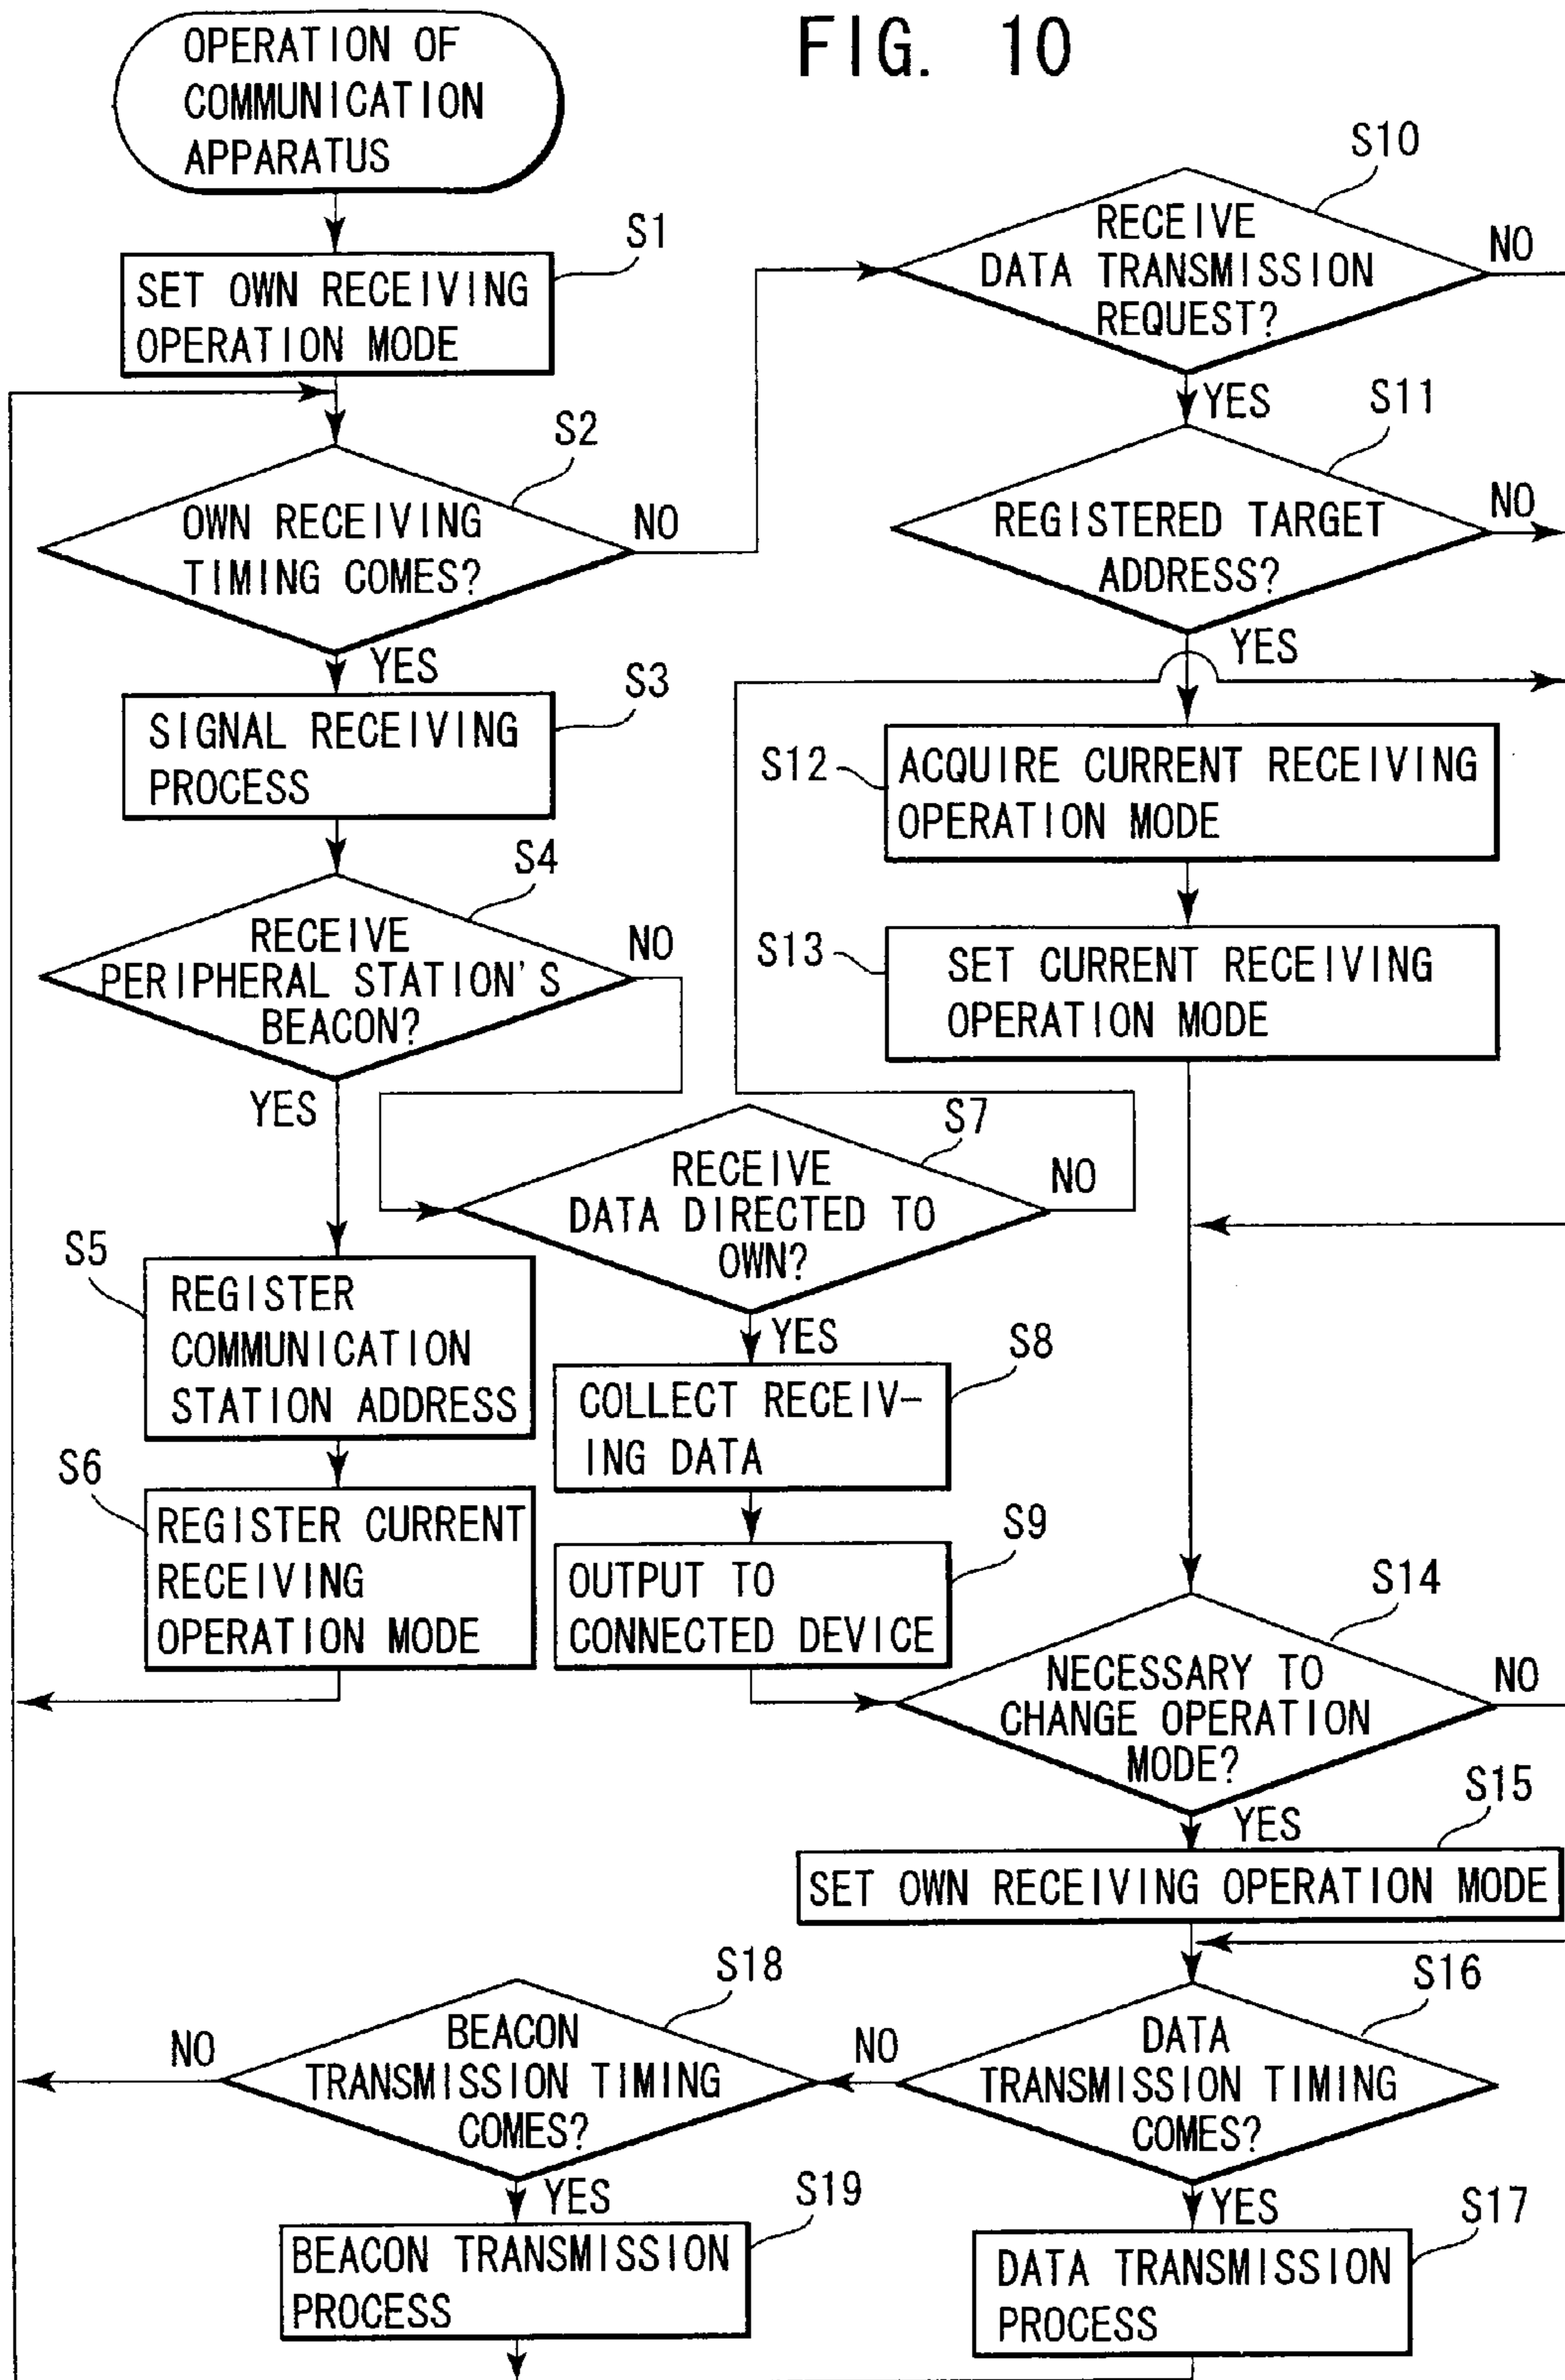 FIG. 10
OPERATION OF
COMMUNICATION
APPARATUS
S1
SET OWN RECEIVING
OPERATION MODE
S2
OWN RECEIVING
TIMING COMES?
NO
YES
S3
SIGNAL RECEIVING
PROCESS
S4
RECEIVE
PERIPHERAL STATION'S
BEACON?
NO
YES
S5
REGISTER
COMMUNICATION
STATION ADDRESS
S6
REGISTER CURRENT
RECEIVING
OPERATION MODE
S7
RECEIVE
DATA DIRECTED TO
OWN?
NO
YES
S8
COLLECT RECEIV-
ING DATA
S9
OUTPUT TO
CONNECTED DEVICE
S10
RECEIVE
DATA TRANSMISSION
REQUEST?
NO
YES
S11
REGISTERED TARGET
ADDRESS?
NO
YES
S12
ACQUIRE CURRENT RECEIVING
OPERATION MODE
S13
SET CURRENT RECEIVING
OPERATION MODE
S14
NECESSARY TO
CHANGE OPERATION
MODE?
NO
YES
S15
SET OWN RECEIVING OPERATION MODE
S16
DATA
TRANSMISSION TIMING
COMES?
NO
YES
S17
DATA TRANSMISSION
PROCESS
S18
BEACON
TRANSMISSION TIMING
COMES?
NO
YES
S19
BEACON TRANSMISSION
PROCESS